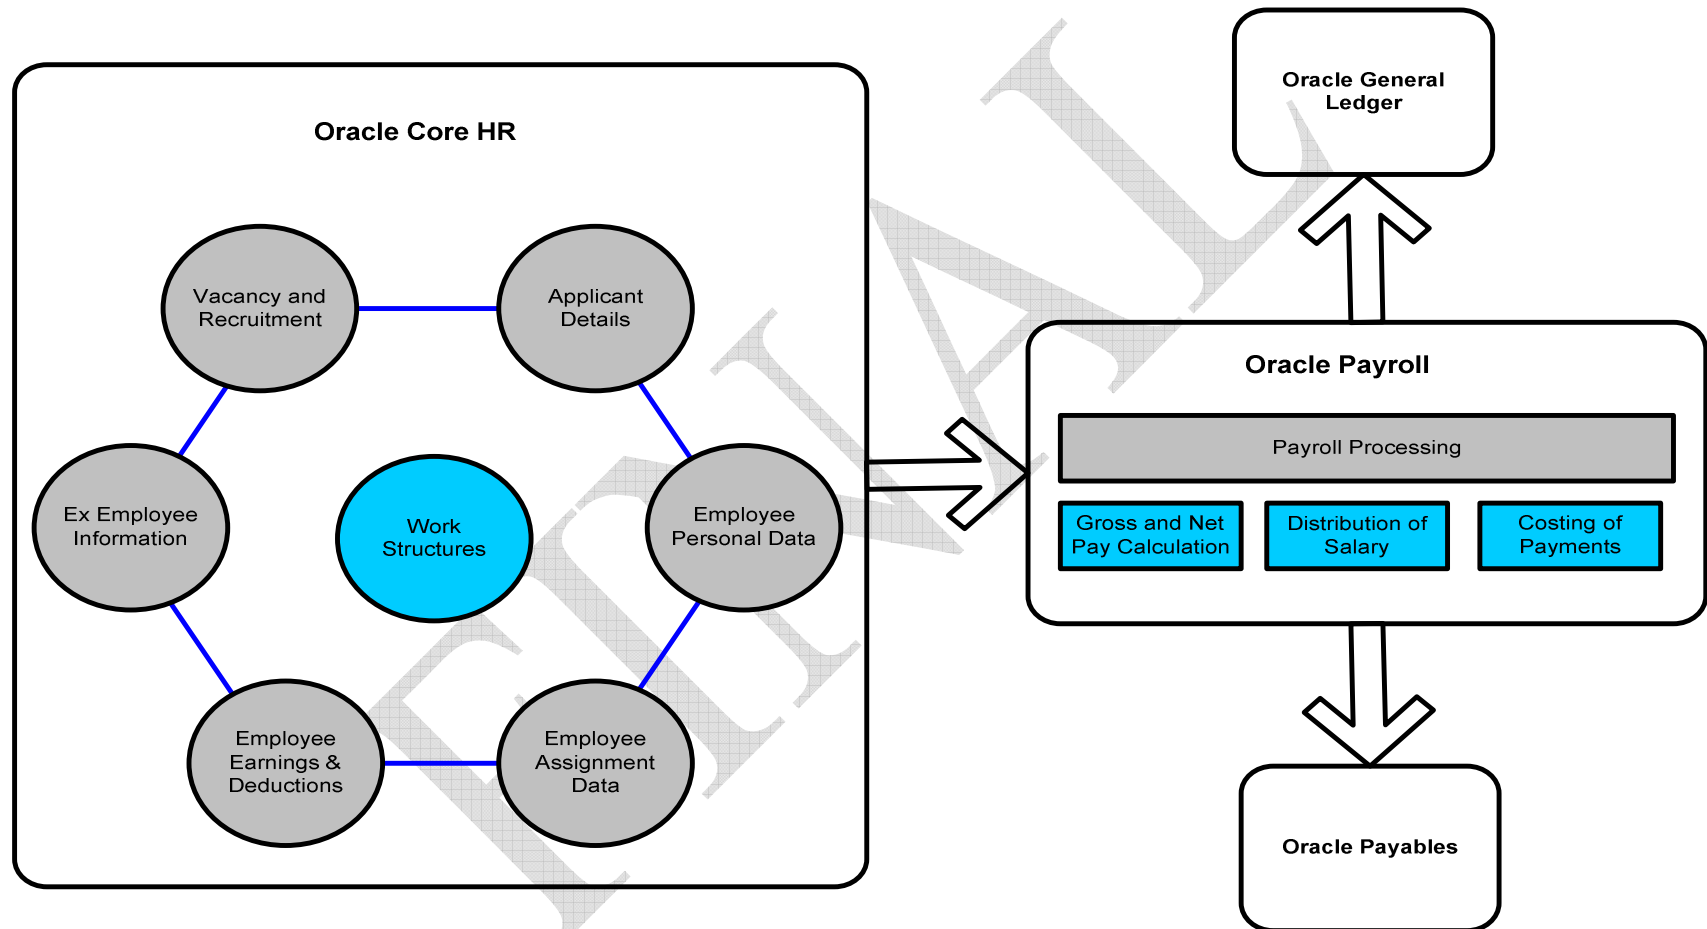 Oracle Core HR
Vacancy and
Recruitment
Applicant
Details
Ex Employee
Information
Work
Structures
Employee
Personal Data
Employee
Earnings &
Deductions
Employee
Assignment
Data
Oracle General
Ledger
Oracle Payroll
Payroll Processing
Gross and Net
Pay Calculation
Distribution of
Salary
Costing of
Payments
Oracle Payables
FINAL